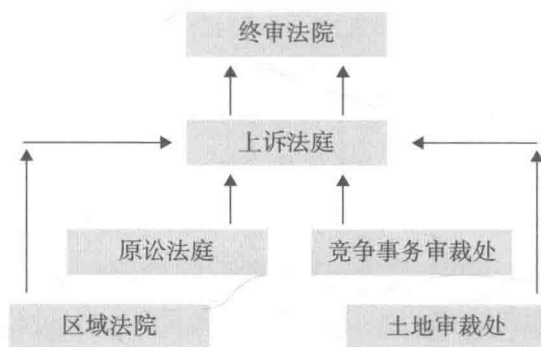 终审法院
上诉法庭
原讼法庭
竞争事务审裁处
区域法院
土地审裁处